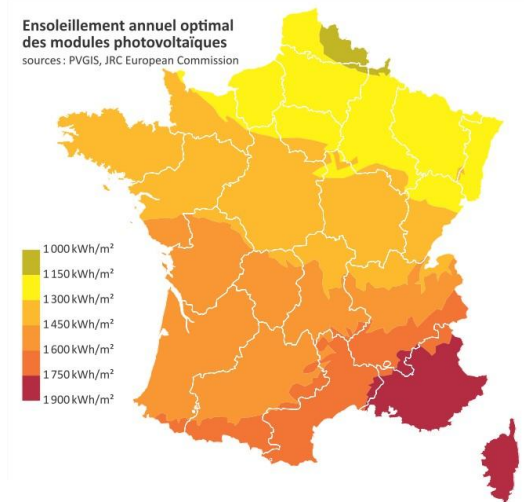 Ensoleillement annuel optimal
des modules photovoltaïques
sources : PVGIS, JRC European Commission
1 000 kWh/m²
1 150 kWh/m²
1 300 kWh/m²
1 450 kWh/m²
1 600 kWh/m²
1 750 kWh/m²
1 900 kWh/m²